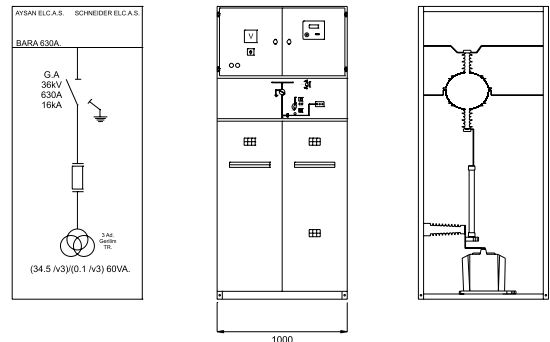 AYSAN ELC.A.S. SCHNEIDER ELC.A.S.
BARA 630A.
G.A
36kV
630A
16kA
3 Ad.
Gerilim
TR.
(34.5 /v3)/(0.1 /v3) 60VA.
V
1000